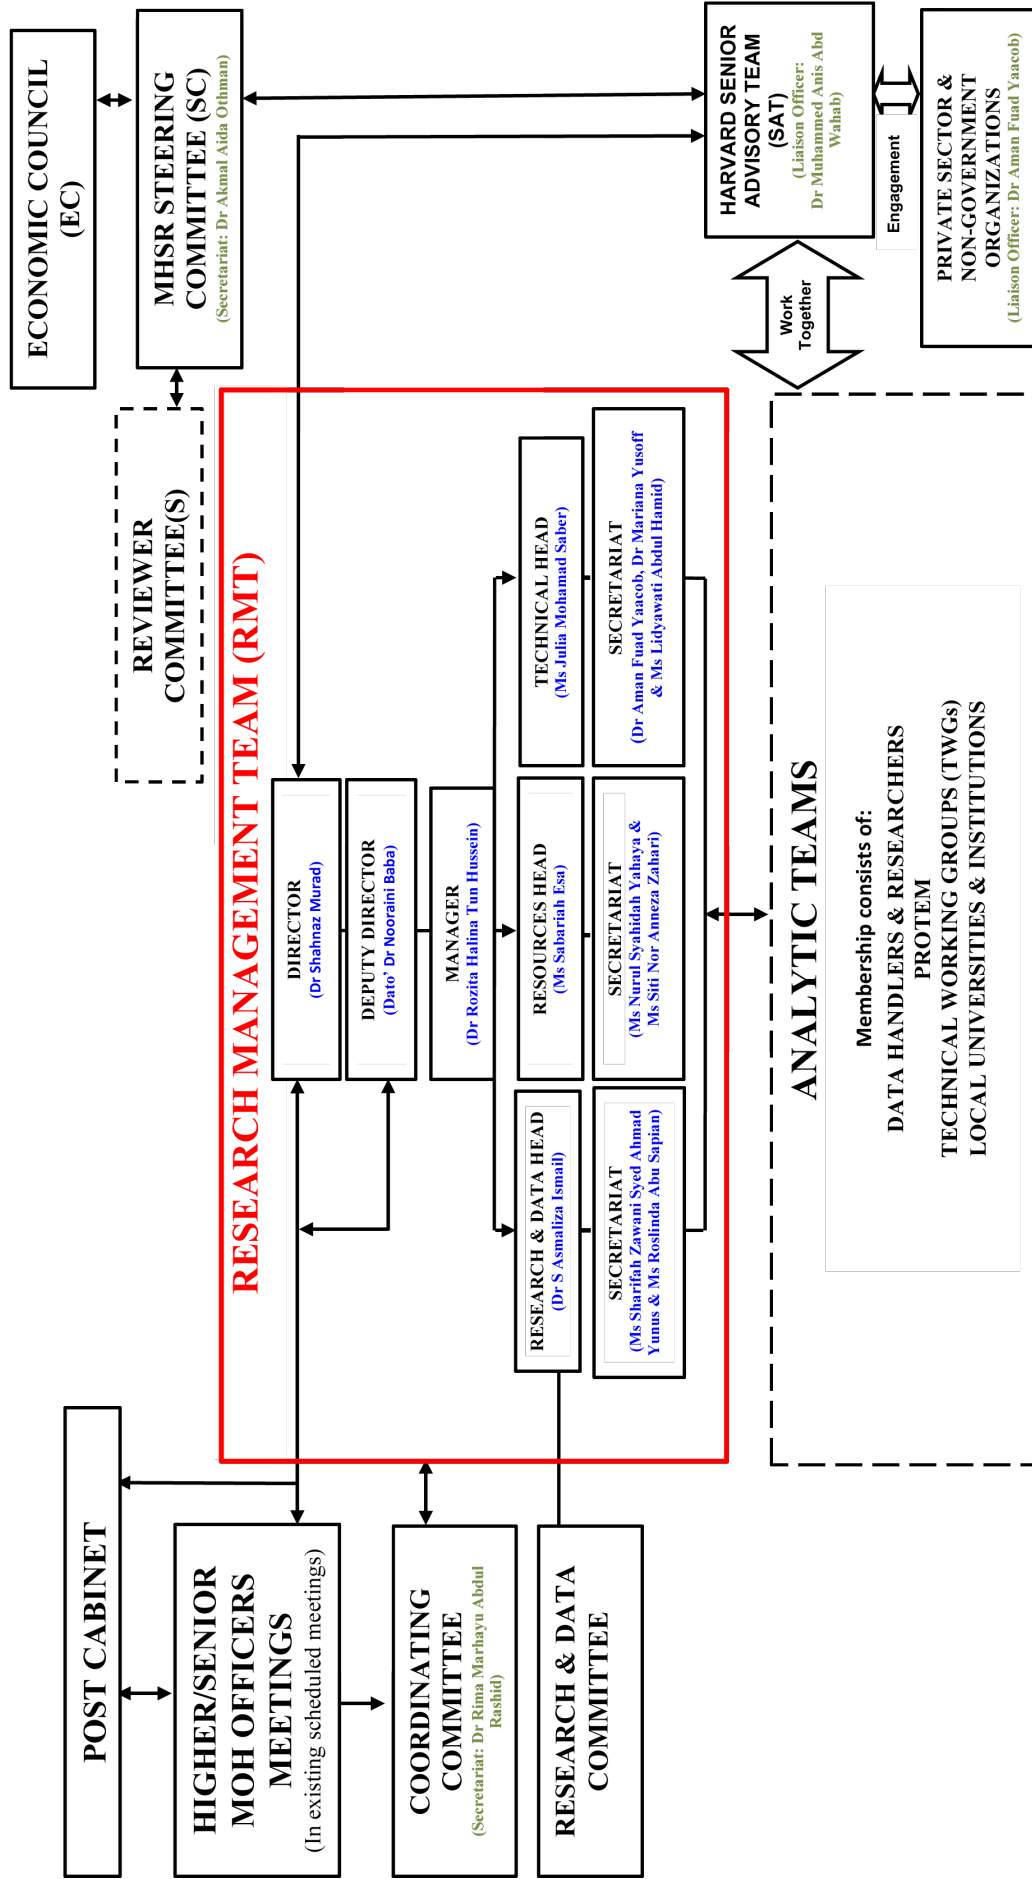 POST CABINET
ECONOMIC COUNCIL
(EC)
HIGHER/SENIOR
MOH OFFICERS
MEETINGS
(In existing scheduled meetings)
REVIEWER
COMMITTEE(S)
MHSR STEERING
COMMITTEE (SC)
(Secretariat: Dr Akmal Aida Othman)
RESEARCH MANAGEMENT TEAM (RMT)
DIRECTOR
(Dr Shahnaz Murad)
DEPUTY DIRECTOR
(Dato’ Dr Nooraini Baba)
COORDINATING
COMMITTEE
(Secretariat: Dr Rima Marhayu Abdul
Rashid)
MANAGER
(Dr Rozita Halina Tun Hussein)
RESEARCH & DATA
COMMITTEE
RESEARCH & DATA HEAD
(Dr S Asmaliza Ismail)
RESOURCES HEAD
(Ms Sabariah Esa)
TECHNICAL HEAD
(Ms Julia Mohamad Saber)
SECRETARIAT
(Ms Sharifah Zawani Syed Ahmad
Yunus & Ms Roslinda Abu Sapian)
SECRETARIAT
(Ms Nurul Syahidah Yahaya &
Ms Siti Nor Anneza Zahari)
SECRETARIAT
(Dr Aman Fuad Yaacob, Dr Mariana Yusoff
& Ms Lidyawati Abdul Hamid)
HARVARD SENIOR
ADVISORY TEAM
(SAT)
(Liaison Officer:
Dr Muhammed Anis Abd
Wahab)
Work
Together
Engagement
ANALYTIC TEAMS
Membership consists of:
DATA HANDLERS & RESEARCHERS
PROTEM
TECHNICAL WORKING GROUPS (TWGs)
LOCAL UNIVERSITIES & INSTITUTIONS
PRIVATE SECTOR &
NON-GOVERNMENT
ORGANIZATIONS
(Liaison Officer: Dr Aman Fuad Yaacob)